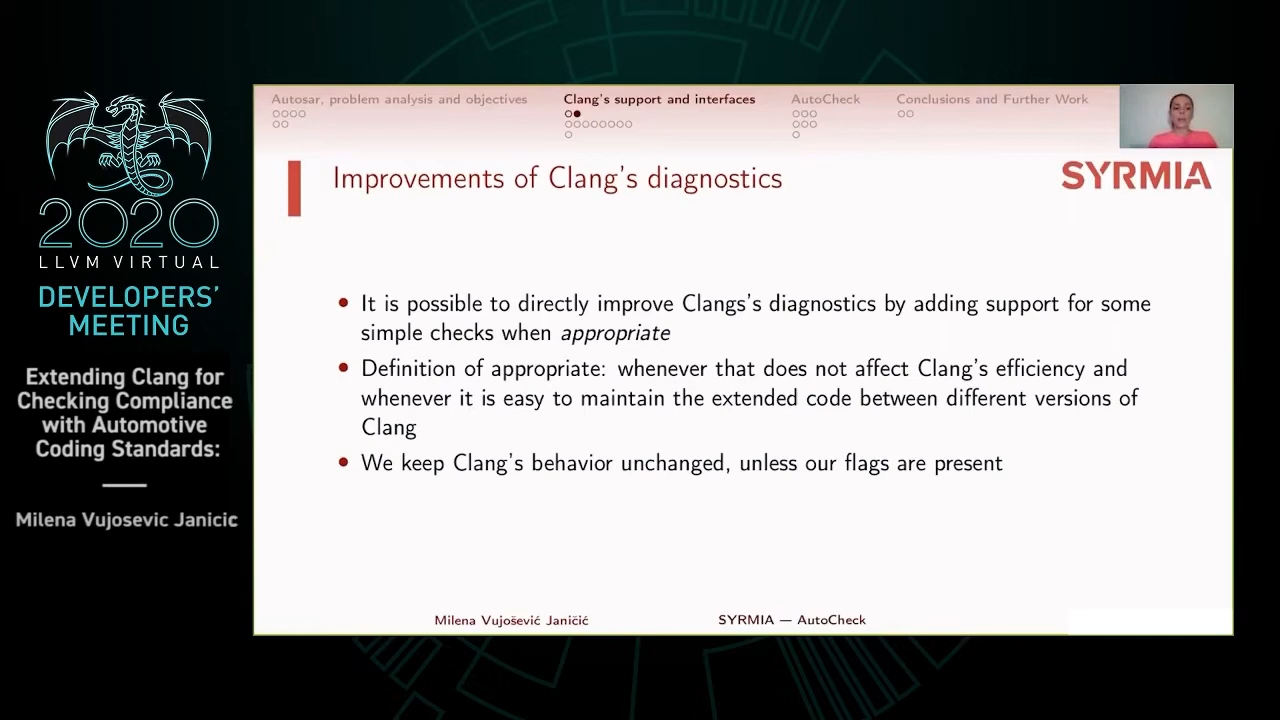 2020
LLVM VIRTUAL
DEVELOPERS'
MEETING
Extending Clang for
Checking Compliance
with Automotive
Coding Standards:
Milena Vujosevic Janicic
Autosar, problem analysis and objectives
Clang's support and interfaces
AutoCheck
Conclusions and Further Work
Improvements of Clang's diagnostics
SYRMIA
• It is possible to directly improve Clangs's diagnostics by adding support for some
simple checks when appropriate
• Definition of appropriate: whenever that does not affect Clang's efficiency and
whenever it is easy to maintain the extended code between different versions of
Clang
• We keep Clang's behavior unchanged, unless our flags are present
Milena Vujošević Janičić
SYRMIA — AutoCheck